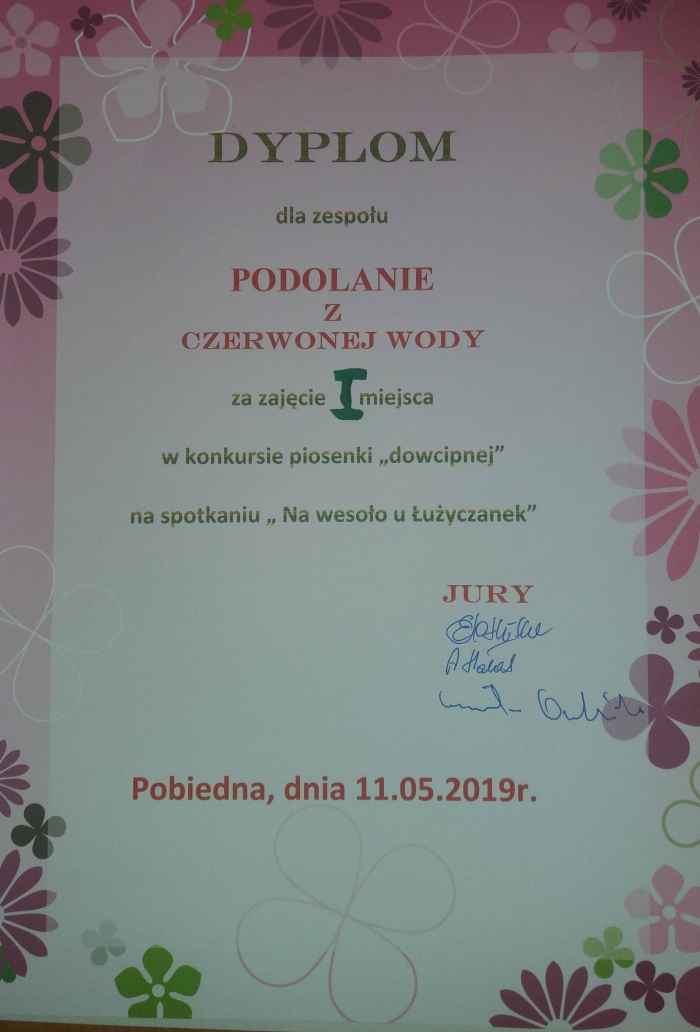 DYPLOM
dla zespołu
PODOLANIE
Z
CZERWONEJ WODY
za zajęcie I miejsca
w konkursie piosenki „dowcipnej”
na spotkaniu „ Na wesoło u Łużyczanek”
JURY
Pobiedna, dnia 11.05.2019r.